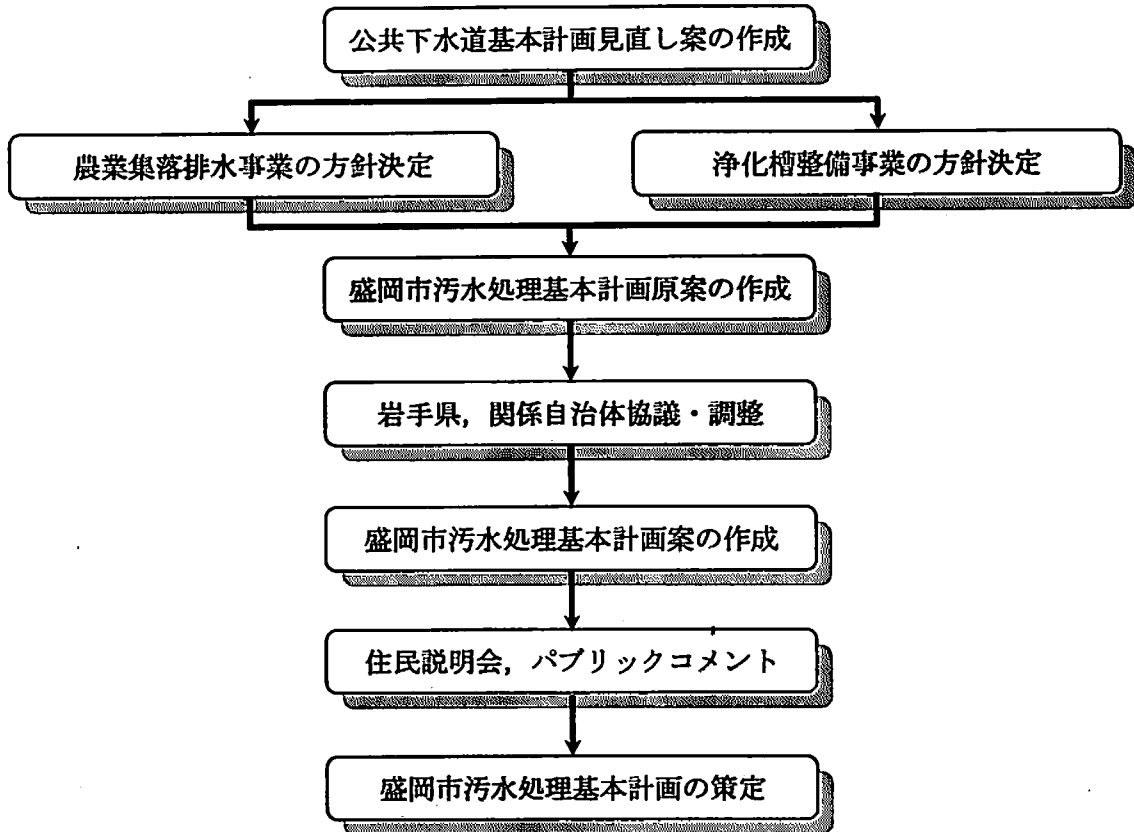 公共下水道基本計画見直し案の作成
農業集落排水事業の方針決定
浄化槽整備事業の方針決定
盛岡市汚水処理基本計画原案の作成
岩手県，関係自治体協議・調整
盛岡市汚水処理基本計画案の作成
住民説明会，パブリックコメント
盛岡市汚水処理基本計画の策定